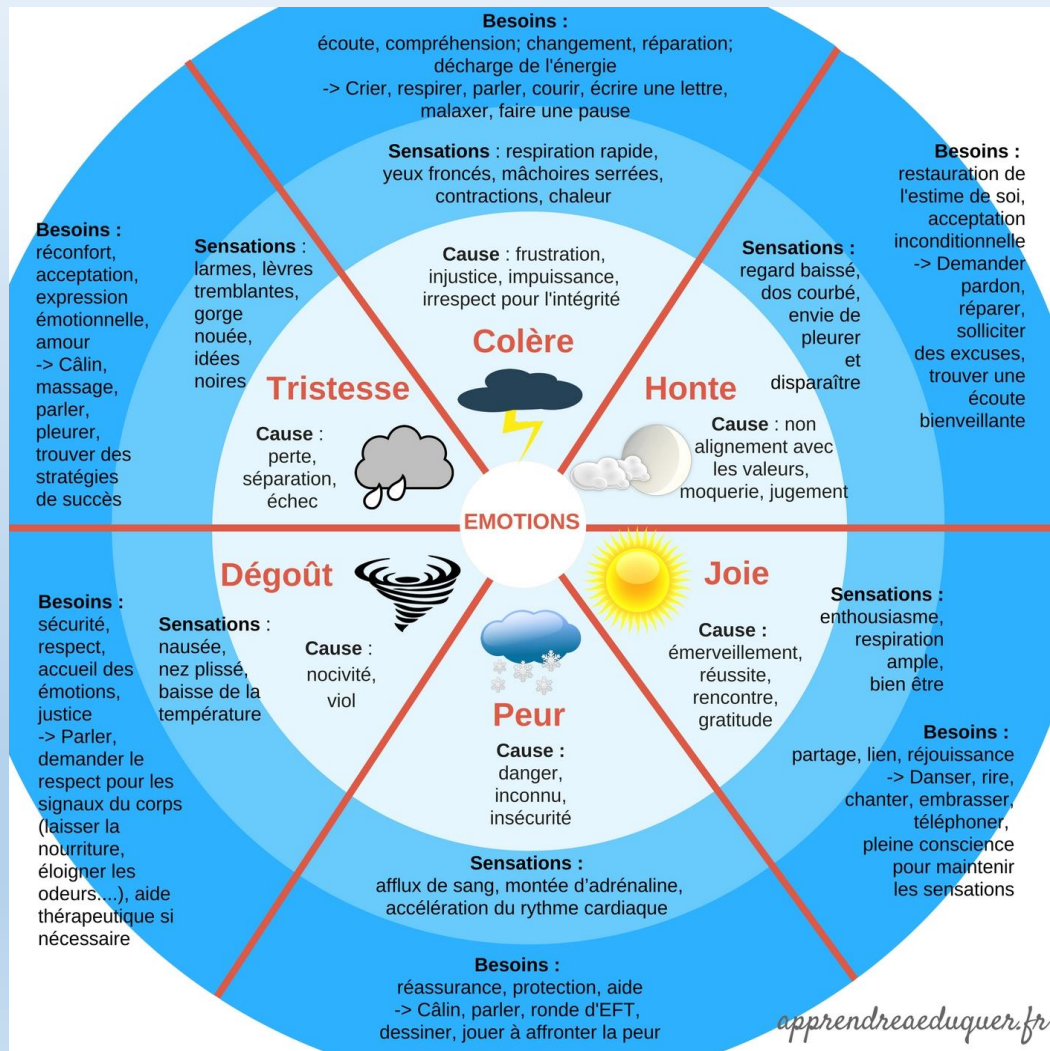 Besoins :
écoute, compréhension; changement, réparation;
décharge de l'énergie
-> Crier, respirer, parler, courir, écrire une lettre,
malaxer, faire une pause
Sensations : respiration rapide,
yeux froncés, mâchoires serrées,
contractions, chaleur
Cause : frustration,
injustice, impuissance,
irrespect pour l'intégrité
Colère
Besoins :
restauration de
l'estime de soi,
acceptation
inconditionnelle
-> Demander
pardon,
réparer,
solliciter
des excuses,
trouver une
écoute
bienveillante
Sensations :
regard baissé,
dos courbé,
envie de
pleurer
et
disparaître
Honte
Cause : non
alignement avec
les valeurs,
moquerie, jugement
Besoins :
réconfort,
acceptation,
expression
émotionnelle,
amour
-> Câlin,
massage,
parler,
pleurer,
trouver des
stratégies
de succès
Sensations :
larmes, lèvres
tremblantes,
gorge
nouée,
idées
noires
Tristesse
Cause :
perte,
séparation,
échec
EMOTIONS
Dégoût
Besoins :
sécurité,
respect,
accueil des
émotions,
justice
-> Parler,
demander le
respect pour les
signaux du corps
(laisser la
nourriture,
éloigner les
odeurs....), aide
thérapeutique si
nécessaire
Sensations :
nausée,
nez plissé,
baisse de la
température
Cause :
nocivité,
viol
Peur
Cause :
danger,
inconnu,
insécurité
Sensations :
afflux de sang, montée d'adrénaline,
accélération du rythme cardiaque
Besoins :
réassurance, protection, aide
-> Câlin, parler, ronde d'EFT,
dessiner, jouer à affronter la peur
Joie
Cause :
émerveillement,
réussite,
rencontre,
gratitude
Sensations :
enthousiasme,
respiration
ample,
bien être
Besoins :
partage, lien, réjouissance
-> Danser, rire,
chanter, embrasser,
téléphoner,
pleine conscience
pour maintenir
les sensations
apprendreaeduquer.fr